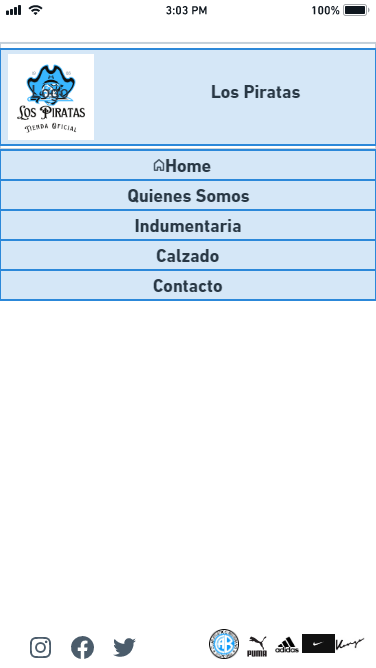 3:03 PM
100%
Logo
Los Piratas
Tienda Oficial
Los Piratas
Home
Quienes Somos
Indumentaria
Calzado
Contacto
PUMA
adidas